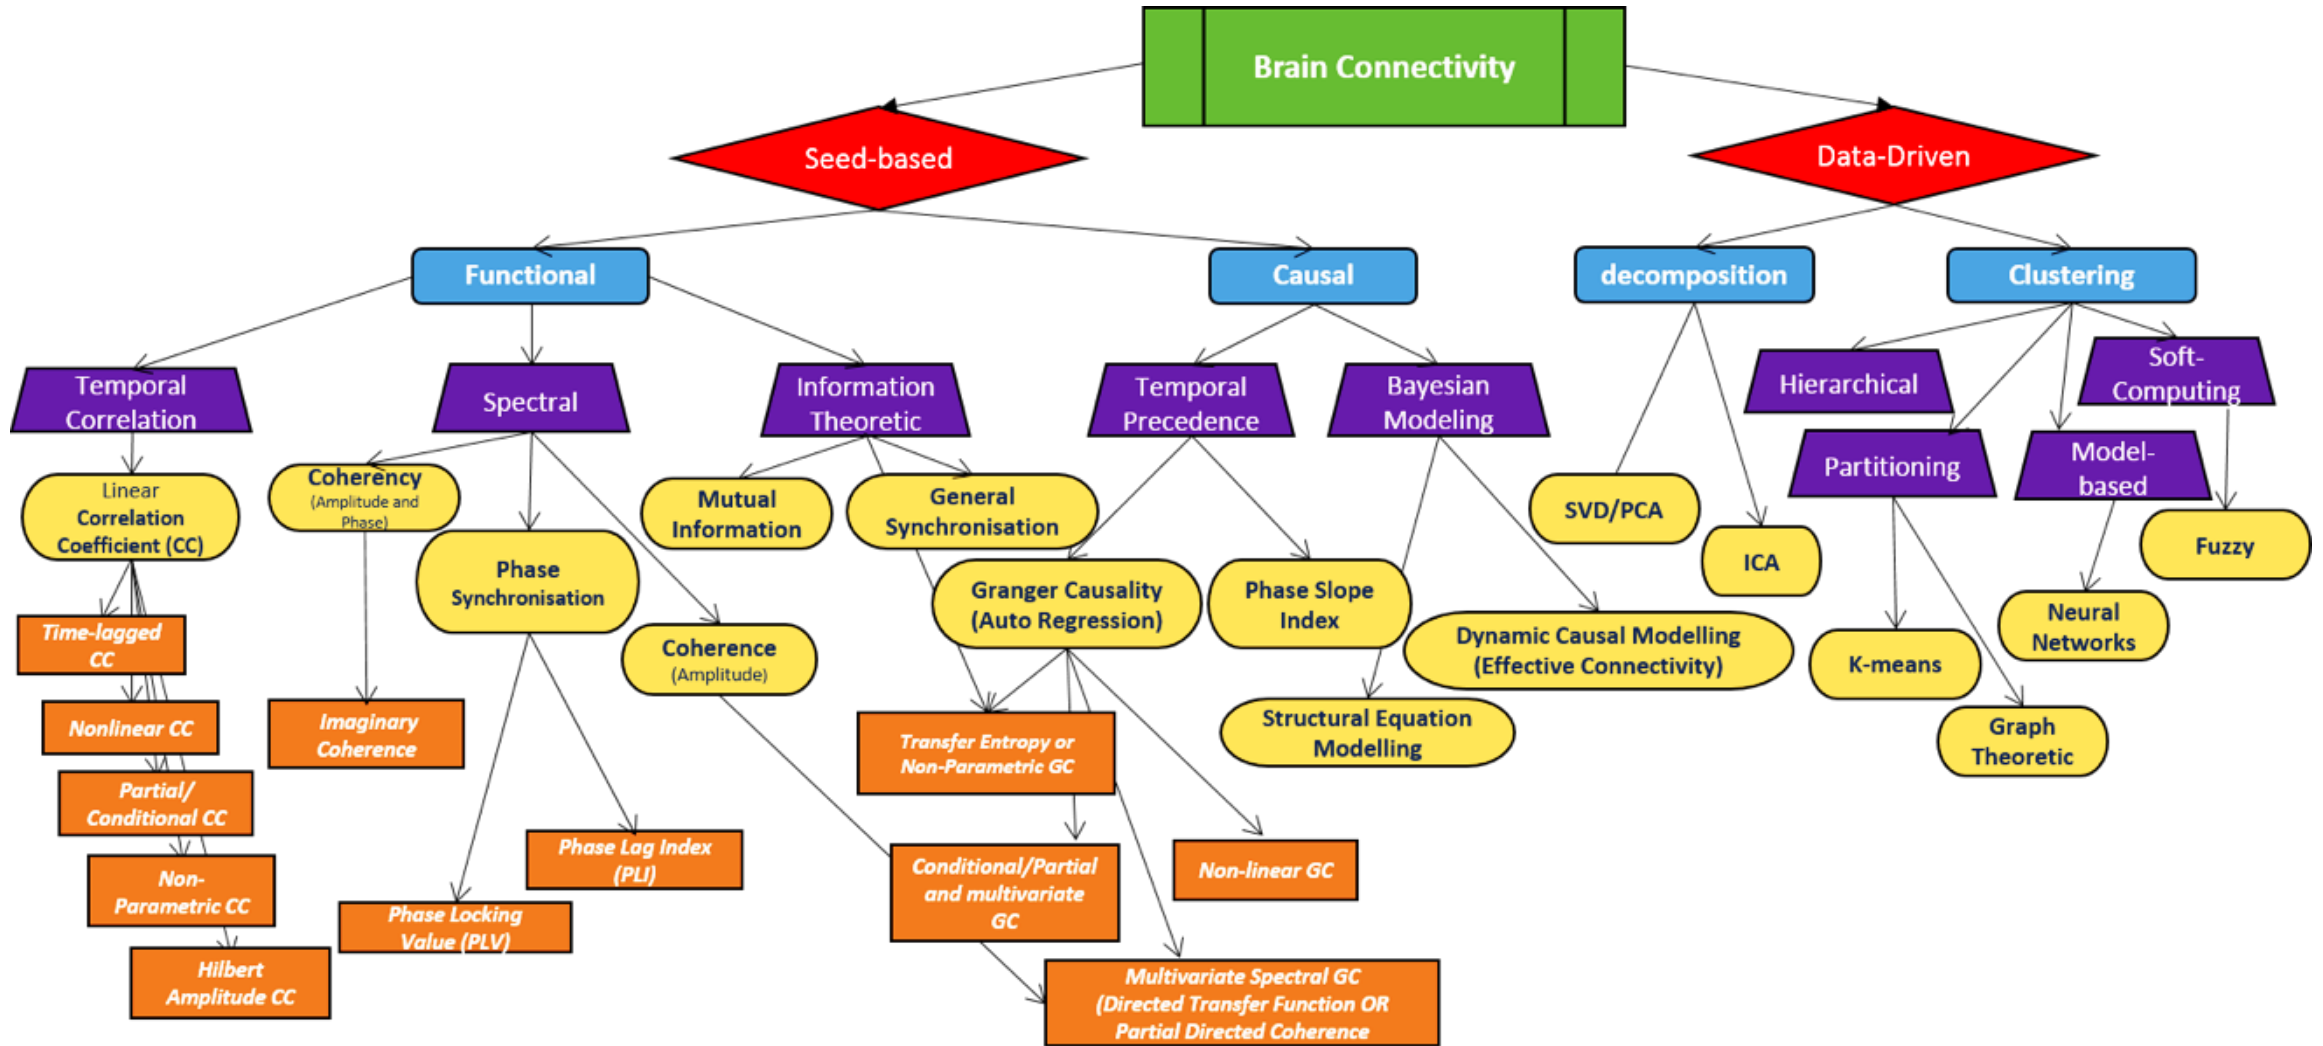 Brain Connectivity
Seed-based
Data-Driven
Functional
Causal
decomposition
Clustering
Temporal
Correlation
Spectral
Information
Theoretic
Temporal
Precedence
Bayesian
Modeling
Hierarchical
Soft-
Computing
Partitioning
Model-
based
Linear
Correlation
Coefficient (CC)
Coherency
(Amplitude and
Phase)
Phase
Synchronisation
Coherence
(Amplitude)
Mutual
Information
General
Synchronisation
Granger Causality
(Auto Regression)
Phase Slope
Index
Dynamic Causal Modelling
(Effective Connectivity)
Structural Equation
Modelling
SVD/PCA
ICA
K-means
Graph
Theoretic
Neural
Networks
Fuzzy
Time-lagged
CC
Nonlinear CC
Partial/
Conditional CC
Non-
Parametric CC
Hilbert
Amplitude CC
Imaginary
Coherence
Phase Locking
Value (PLV)
Phase Lag Index
(PLI)
Transfer Entropy or
Non-Parametric GC
Conditional/Partial
and multivariate
GC
Non-linear GC
Multivariate Spectral GC
(Directed Transfer Function OR
Partial Directed Coherence